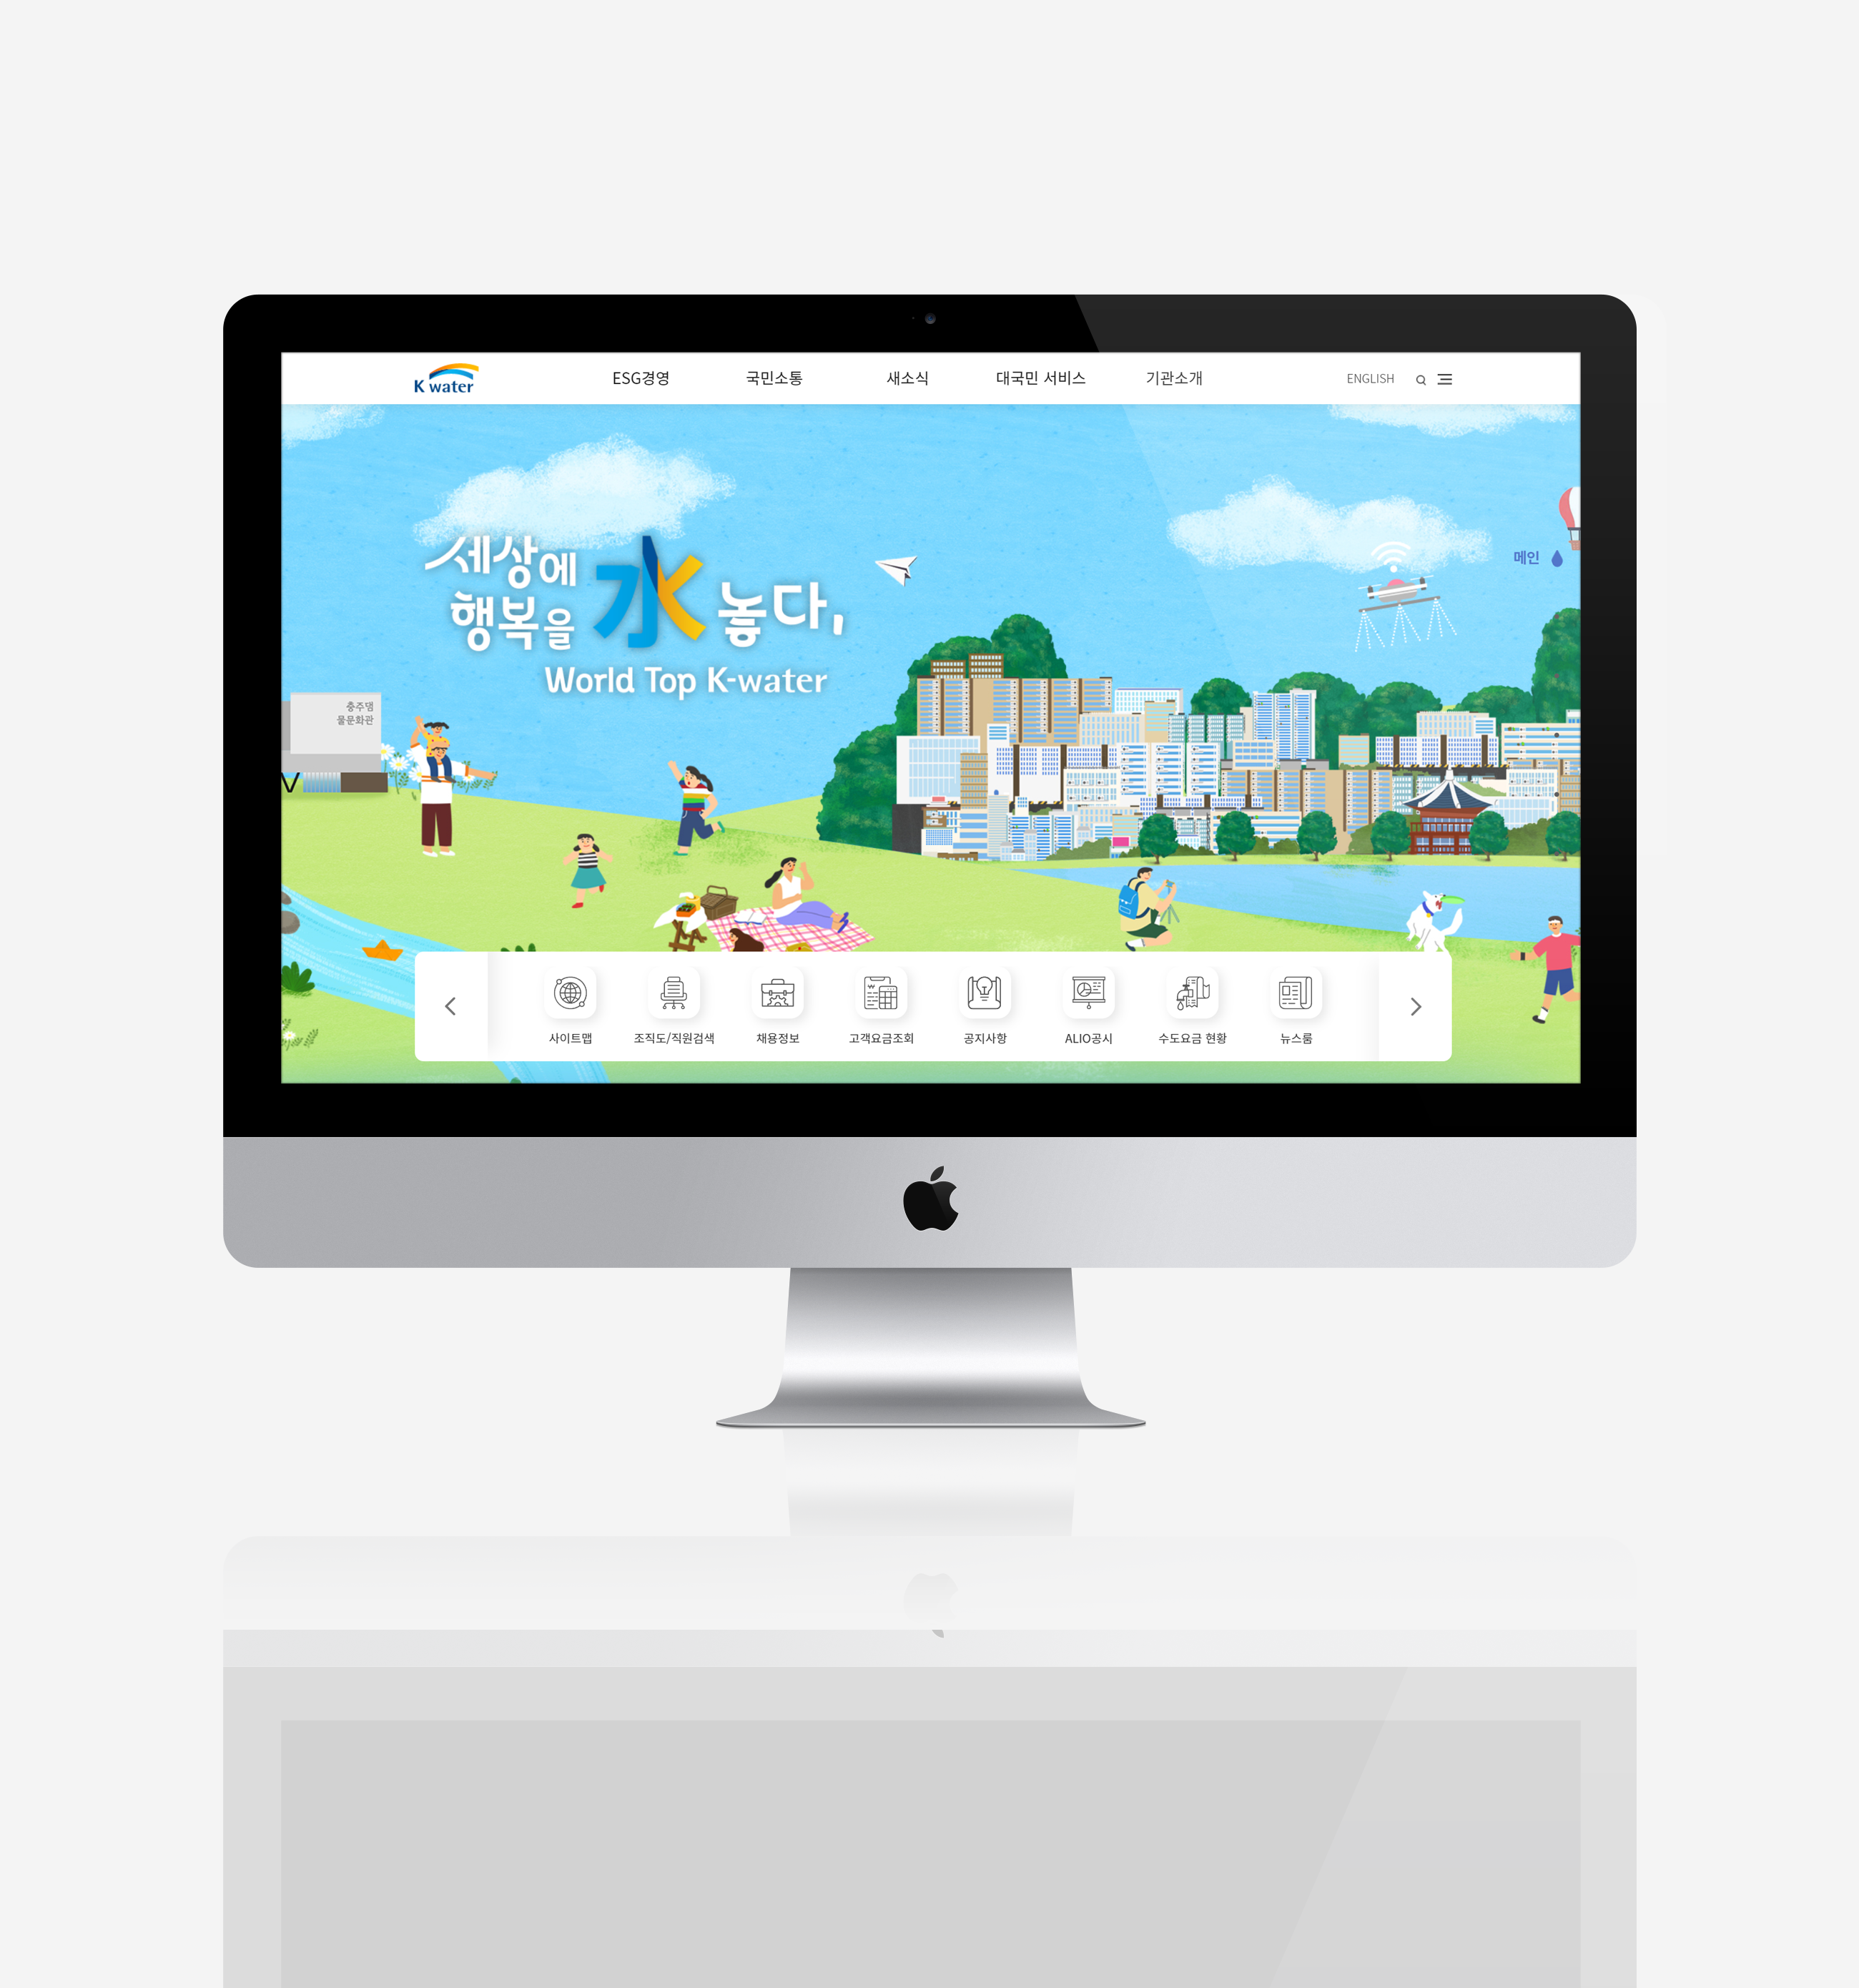 K water
ESG경영 국민소통 새소식 대국민 서비스 기관소개 ENGLISH
세상에
행복을 水 놓다,
World Top K-water
메인
충주댐
물문화관
사이트맵 조직도/직원검색 채용정보 고객요금조회 공지사항 ALIO공시 수도요금 현황 뉴스룸